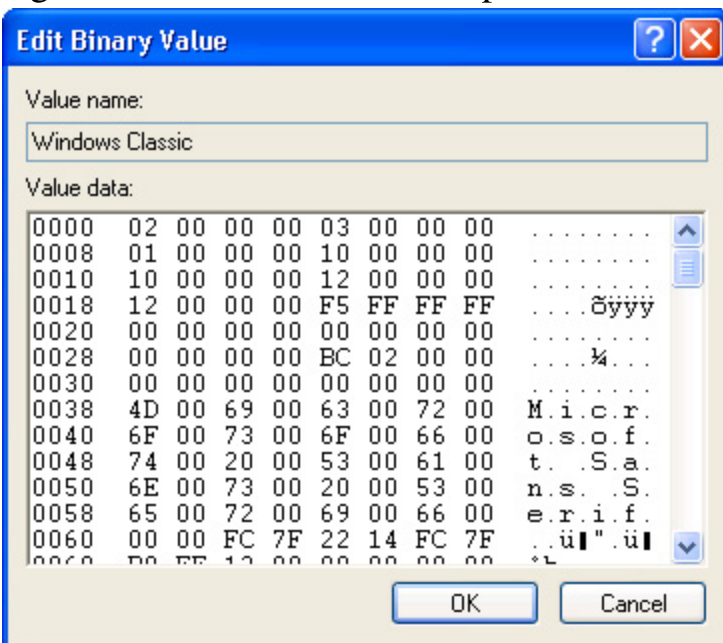 Edit Binary Value
Value name:
Windows Classic
Value data:
0000 02 00 00 00 03 00 00 00 ........
0008 01 00 00 00 10 00 00 00 ........
0010 10 00 00 00 12 00 00 00 ........
0018 12 00 00 00 F5 FF FF FF ....õÿÿÿ
0020 00 00 00 00 00 00 00 00 ........
0028 00 00 00 00 BC 02 00 00 ....¼...
0030 00 00 00 00 00 00 00 00 ........
0038 4D 00 69 00 63 00 72 00 M.i.c.r.
0040 6F 00 73 00 6F 00 66 00 o.s.o.f.
0048 74 00 20 00 53 00 61 00 t. .S.a.
0050 6E 00 73 00 20 00 53 00 n.s. .S.
0058 65 00 72 00 69 00 66 00 e.r.i.f.
0060 00 00 FC 7F 22 14 FC 7F ..ü▮".ü▮
OK Cancel